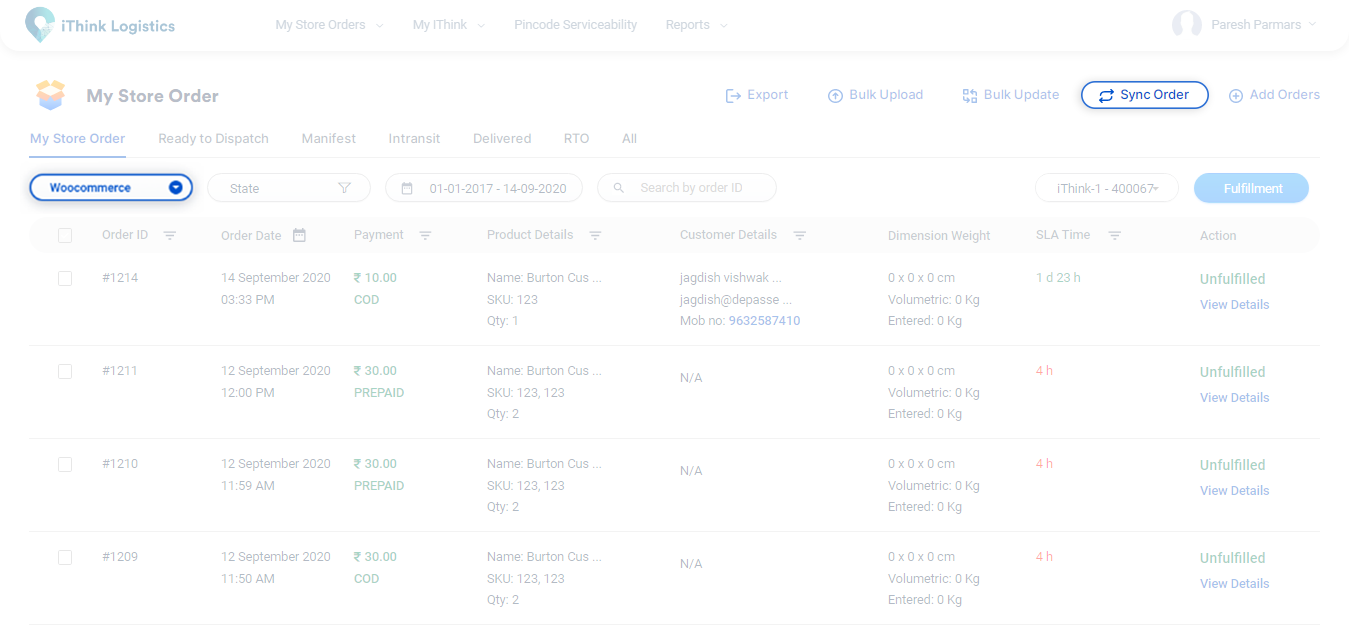 iThink Logistics
My Store Orders
My iThink
Pincode Serviceability
Reports
Paresh Parmars
My Store Order
Export
Bulk Upload
Bulk Update
Sync Order
Add Orders
My Store Order
Ready to Dispatch
Manifest
Intransit
Delivered
RTO
All
Woocommerce
State
01-01-2017 - 14-09-2020
Search by order ID
iThink-1 - 400067
Fulfillment
Order ID
Order Date
Payment
Product Details
Customer Details
Dimension Weight
SLA Time
Action
#1214
14 September 2020
03:33 PM
₹ 10.00
COD
Name: Burton Cus ...
SKU: 123
Qty: 1
jagdish vishwak ...
jagdish@depasse ...
Mob no: 9632587410
0 x 0 x 0 cm
Volumetric: 0 Kg
Entered: 0 Kg
1 d 23 h
Unfulfilled
View Details
#1211
12 September 2020
12:00 PM
₹ 30.00
PREPAID
Name: Burton Cus ...
SKU: 123, 123
Qty: 2
N/A
0 x 0 x 0 cm
Volumetric: 0 Kg
Entered: 0 Kg
4 h
Unfulfilled
View Details
#1210
12 September 2020
11:59 AM
₹ 30.00
PREPAID
Name: Burton Cus ...
SKU: 123, 123
Qty: 2
N/A
0 x 0 x 0 cm
Volumetric: 0 Kg
Entered: 0 Kg
4 h
Unfulfilled
View Details
#1209
12 September 2020
11:50 AM
₹ 30.00
COD
Name: Burton Cus ...
SKU: 123, 123
Qty: 2
N/A
0 x 0 x 0 cm
Volumetric: 0 Kg
Entered: 0 Kg
4 h
Unfulfilled
View Details